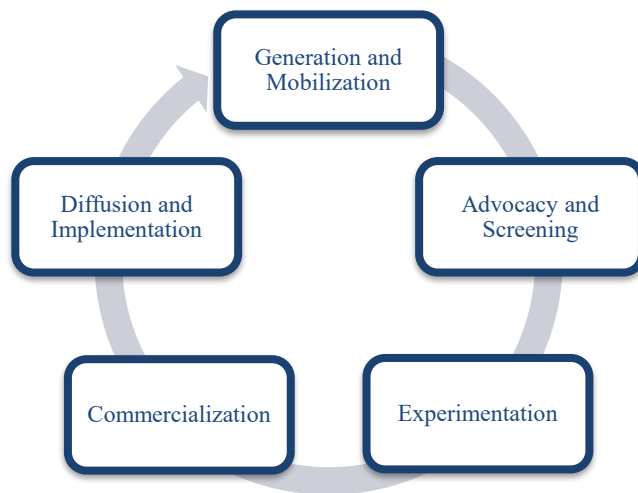 Generation and
Mobilization
Advocacy and
Screening
Experimentation
Commercialization
Diffusion and
Implementation